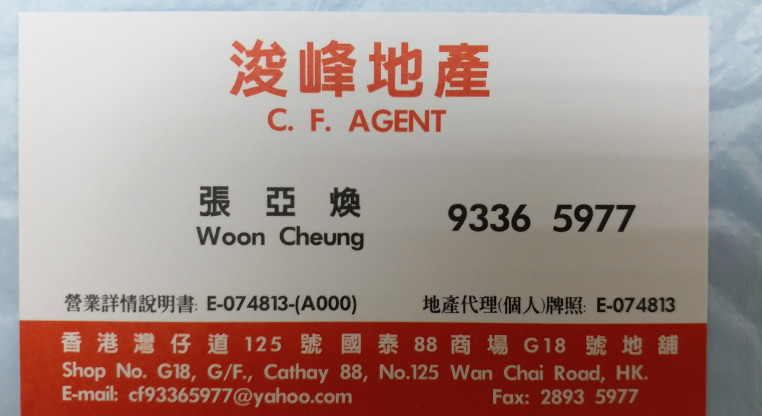 浚峰地產
C. F. AGENT
張亞煥 9336 5977
Woon Cheung
營業詳情說明書: E-074813-(A000) 地產代理(個人)牌照: E-074813
香港灣仔道125號國泰88商場G18號地舖
Shop No. G18, G/F., Cathay 88, No.125 Wan Chai Road, HK.
E-mail: cf93365977@yahoo.com Fax: 2893 5977